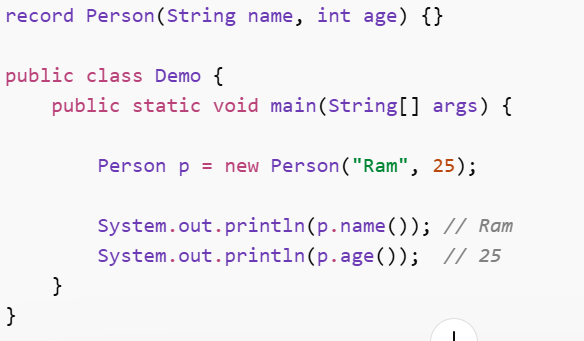 record Person(String name, int age) {}
public class Demo {
public static void main(String[] args) {
Person p = new Person("Ram", 25);
System.out.println(p.name()); // Ram
System.out.println(p.age());  // 25
}
}